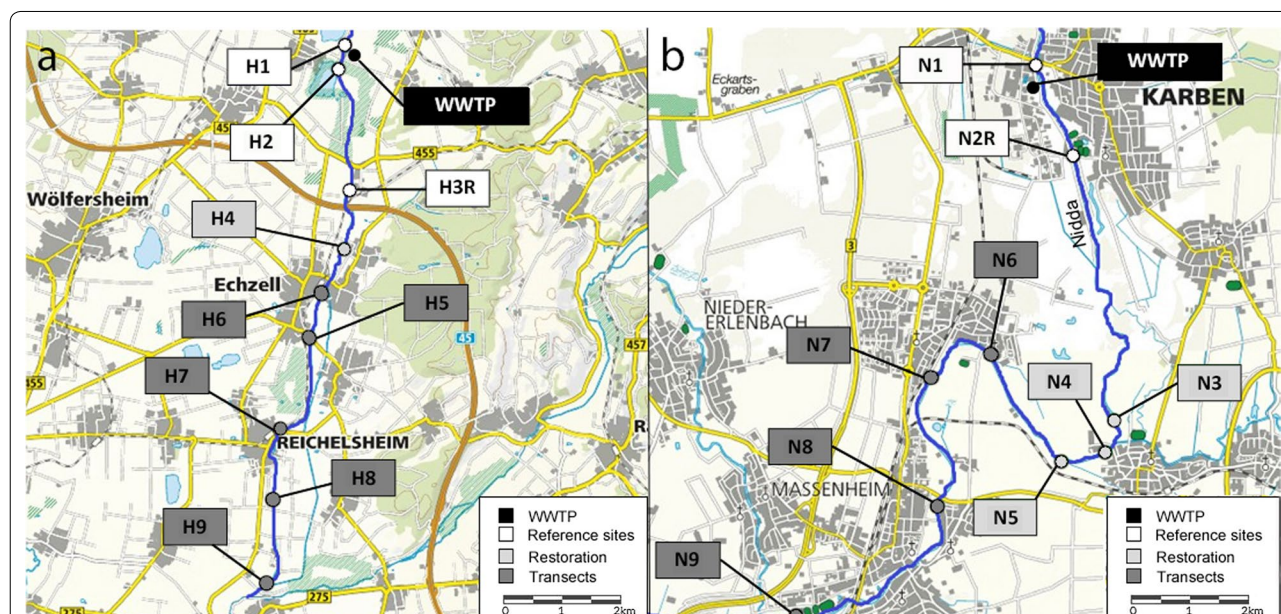 a
H1
WWTP
H2
455
H3R
Wölfersheim
H4
Echzell
H6
H5
45
457
H7
455
REICHELSHEIM
H8
H9
275
WWTP
Reference sites
Restoration
Transects
0 1 2km
b
N1
WWTP
Eckarts-
graben
KARBEN
N2R
Nidda
3
N6
NIEDER-
ERLENBACH
N7
N4
N3
N8
MASSENHEIM
N5
N9
WWTP
Reference sites
Restoration
Transects
0 1 2km